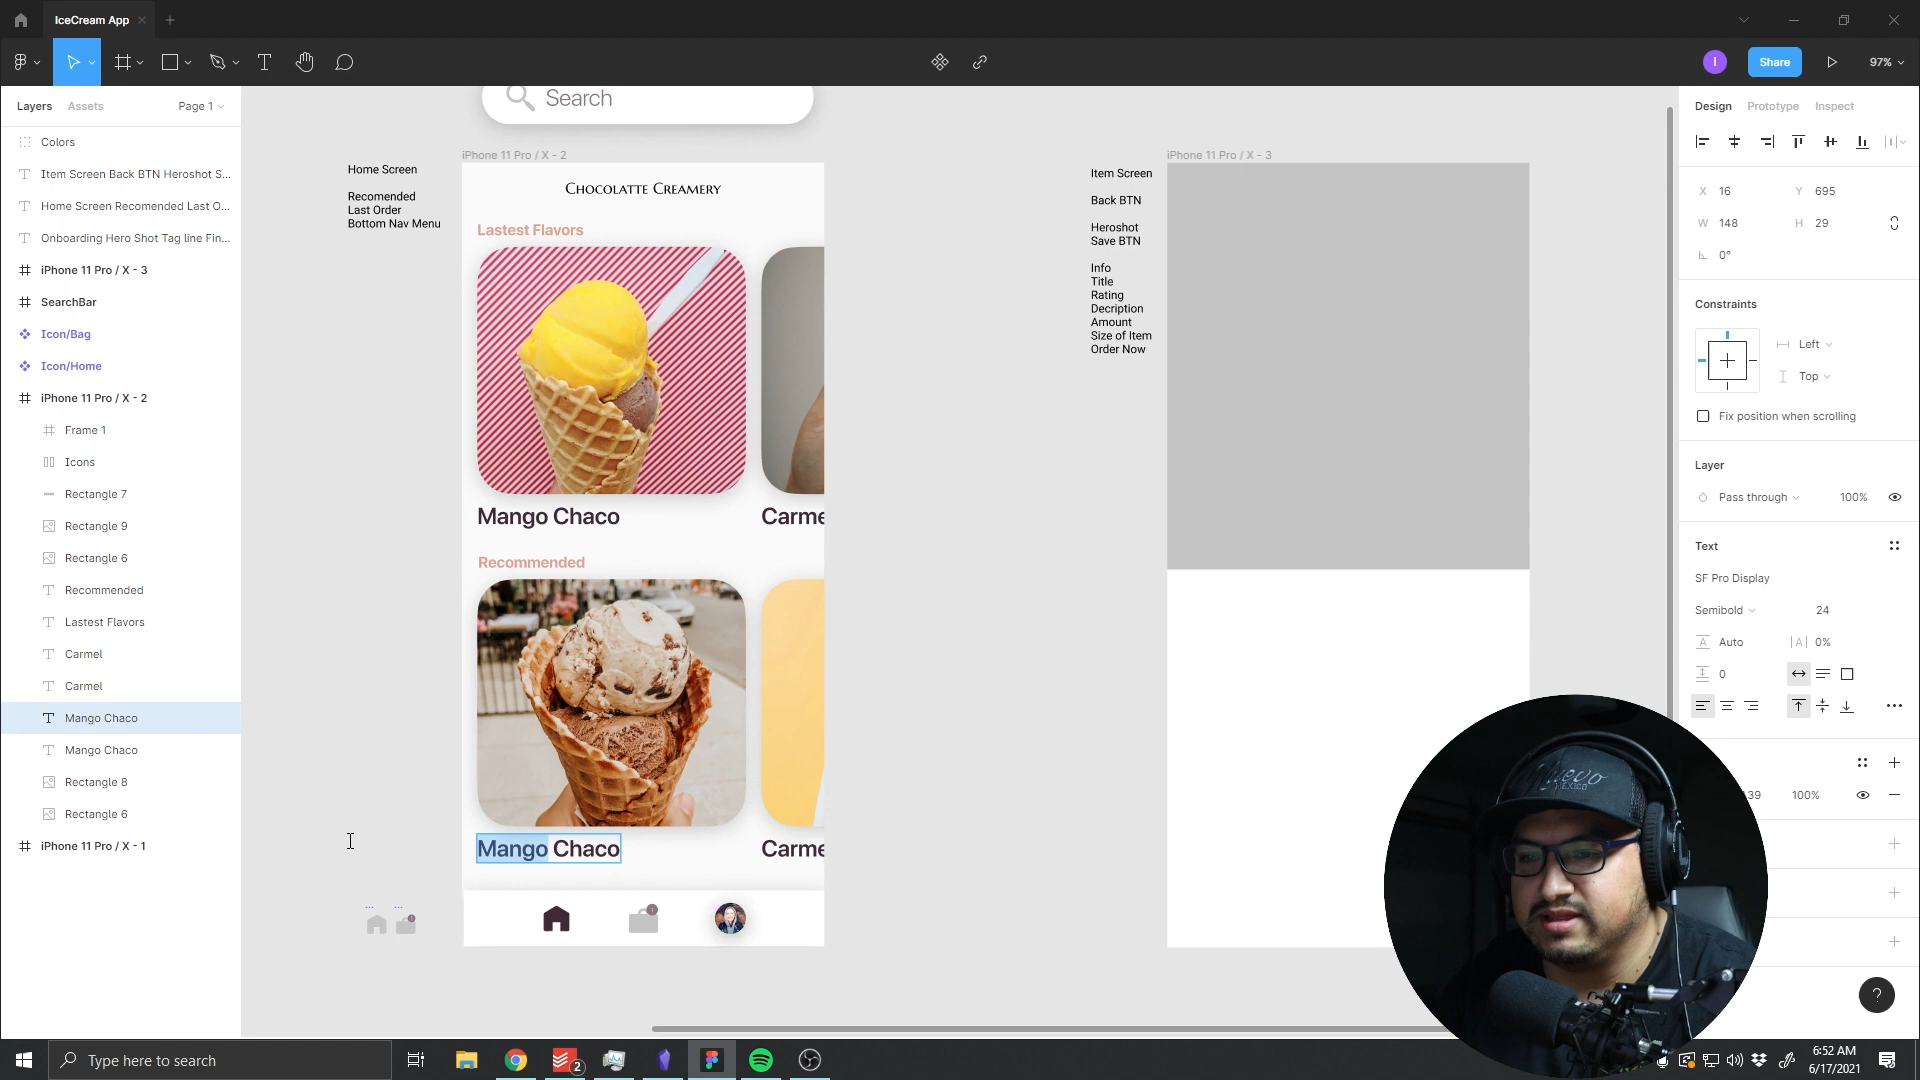 IceCream App
Share
97%
Layers
Assets
Page 1
Colors
Item Screen Back BTN Heroshot S...
Home Screen Recomended Last O...
Onboarding Hero Shot Tag line Fin...
iPhone 11 Pro / X - 3
SearchBar
Icon/Bag
Icon/Home
iPhone 11 Pro / X - 2
Frame 1
Icons
Rectangle 7
Rectangle 9
Rectangle 6
Recommended
Lastest Flavors
Carmel
Carmel
Mango Chaco
Mango Chaco
Rectangle 8
Rectangle 6
iPhone 11 Pro / X - 1
Search
Home Screen
Recomended
Last Order
Bottom Nav Menu
iPhone 11 Pro / X - 2
Chocolatte Creamery
Lastest Flavors
Mango Chaco
Carme
Recommended
Mango Chaco
Carme
Item Screen
Back BTN
Heroshot
Save BTN
Info
Title
Rating
Decription
Amount
Size of Item
Order Now
iPhone 11 Pro / X - 3
Design
Prototype
Inspect
X 16
Y 695
W 148
H 29
0°
Constraints
Left
Top
Fix position when scrolling
Layer
Pass through
100%
Text
SF Pro Display
Semibold
24
Auto
0%
0
A39
100%
Nuevo
MEXICO
?
Type here to search
2
6:52 AM
6/17/2021